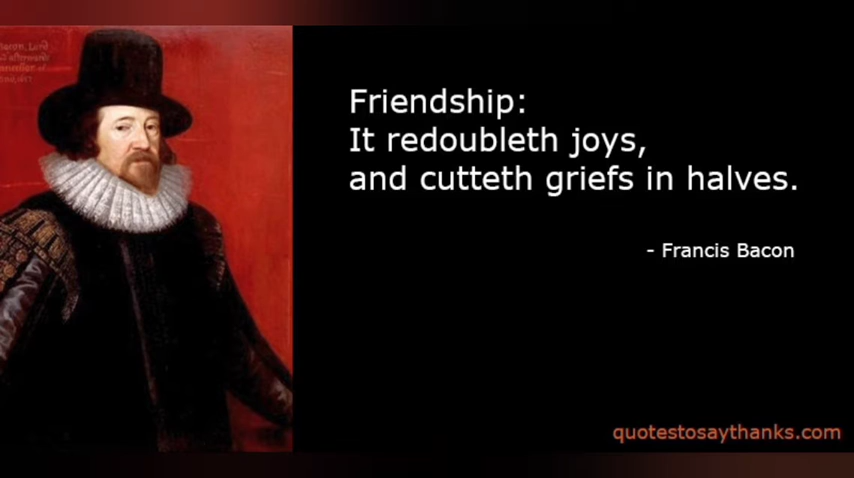 Friendship:
It redoubleth joys,
and cutteth griefs in halves.
- Francis Bacon
quotestosaythanks.com